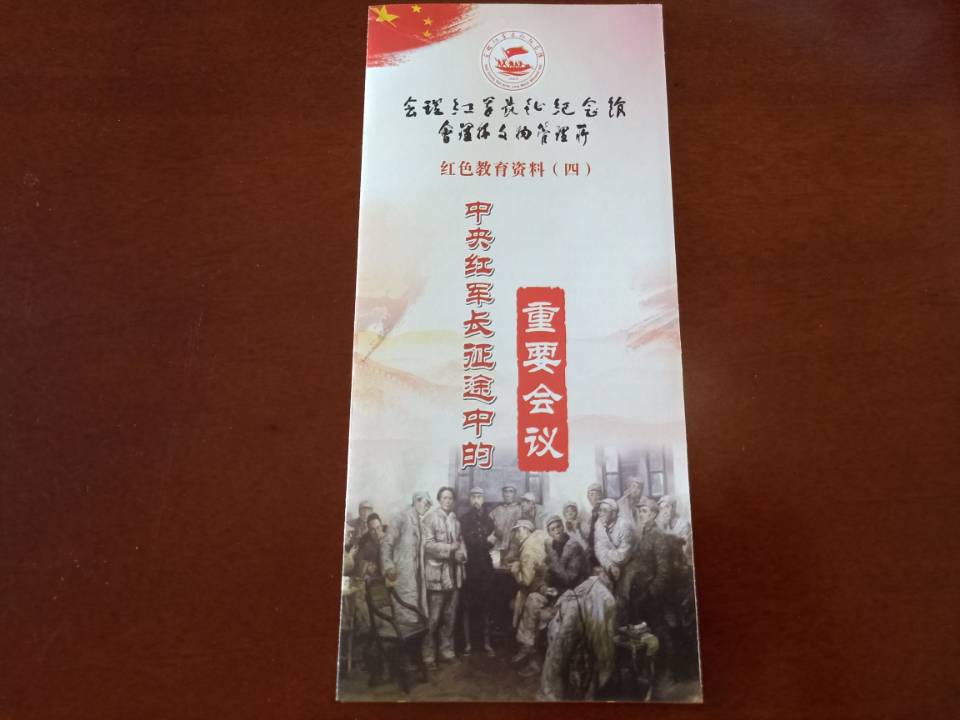 会理红军长征纪念馆
会理县文物管理所
红色教育资料（四）
中央红军长征途中的
重要会议